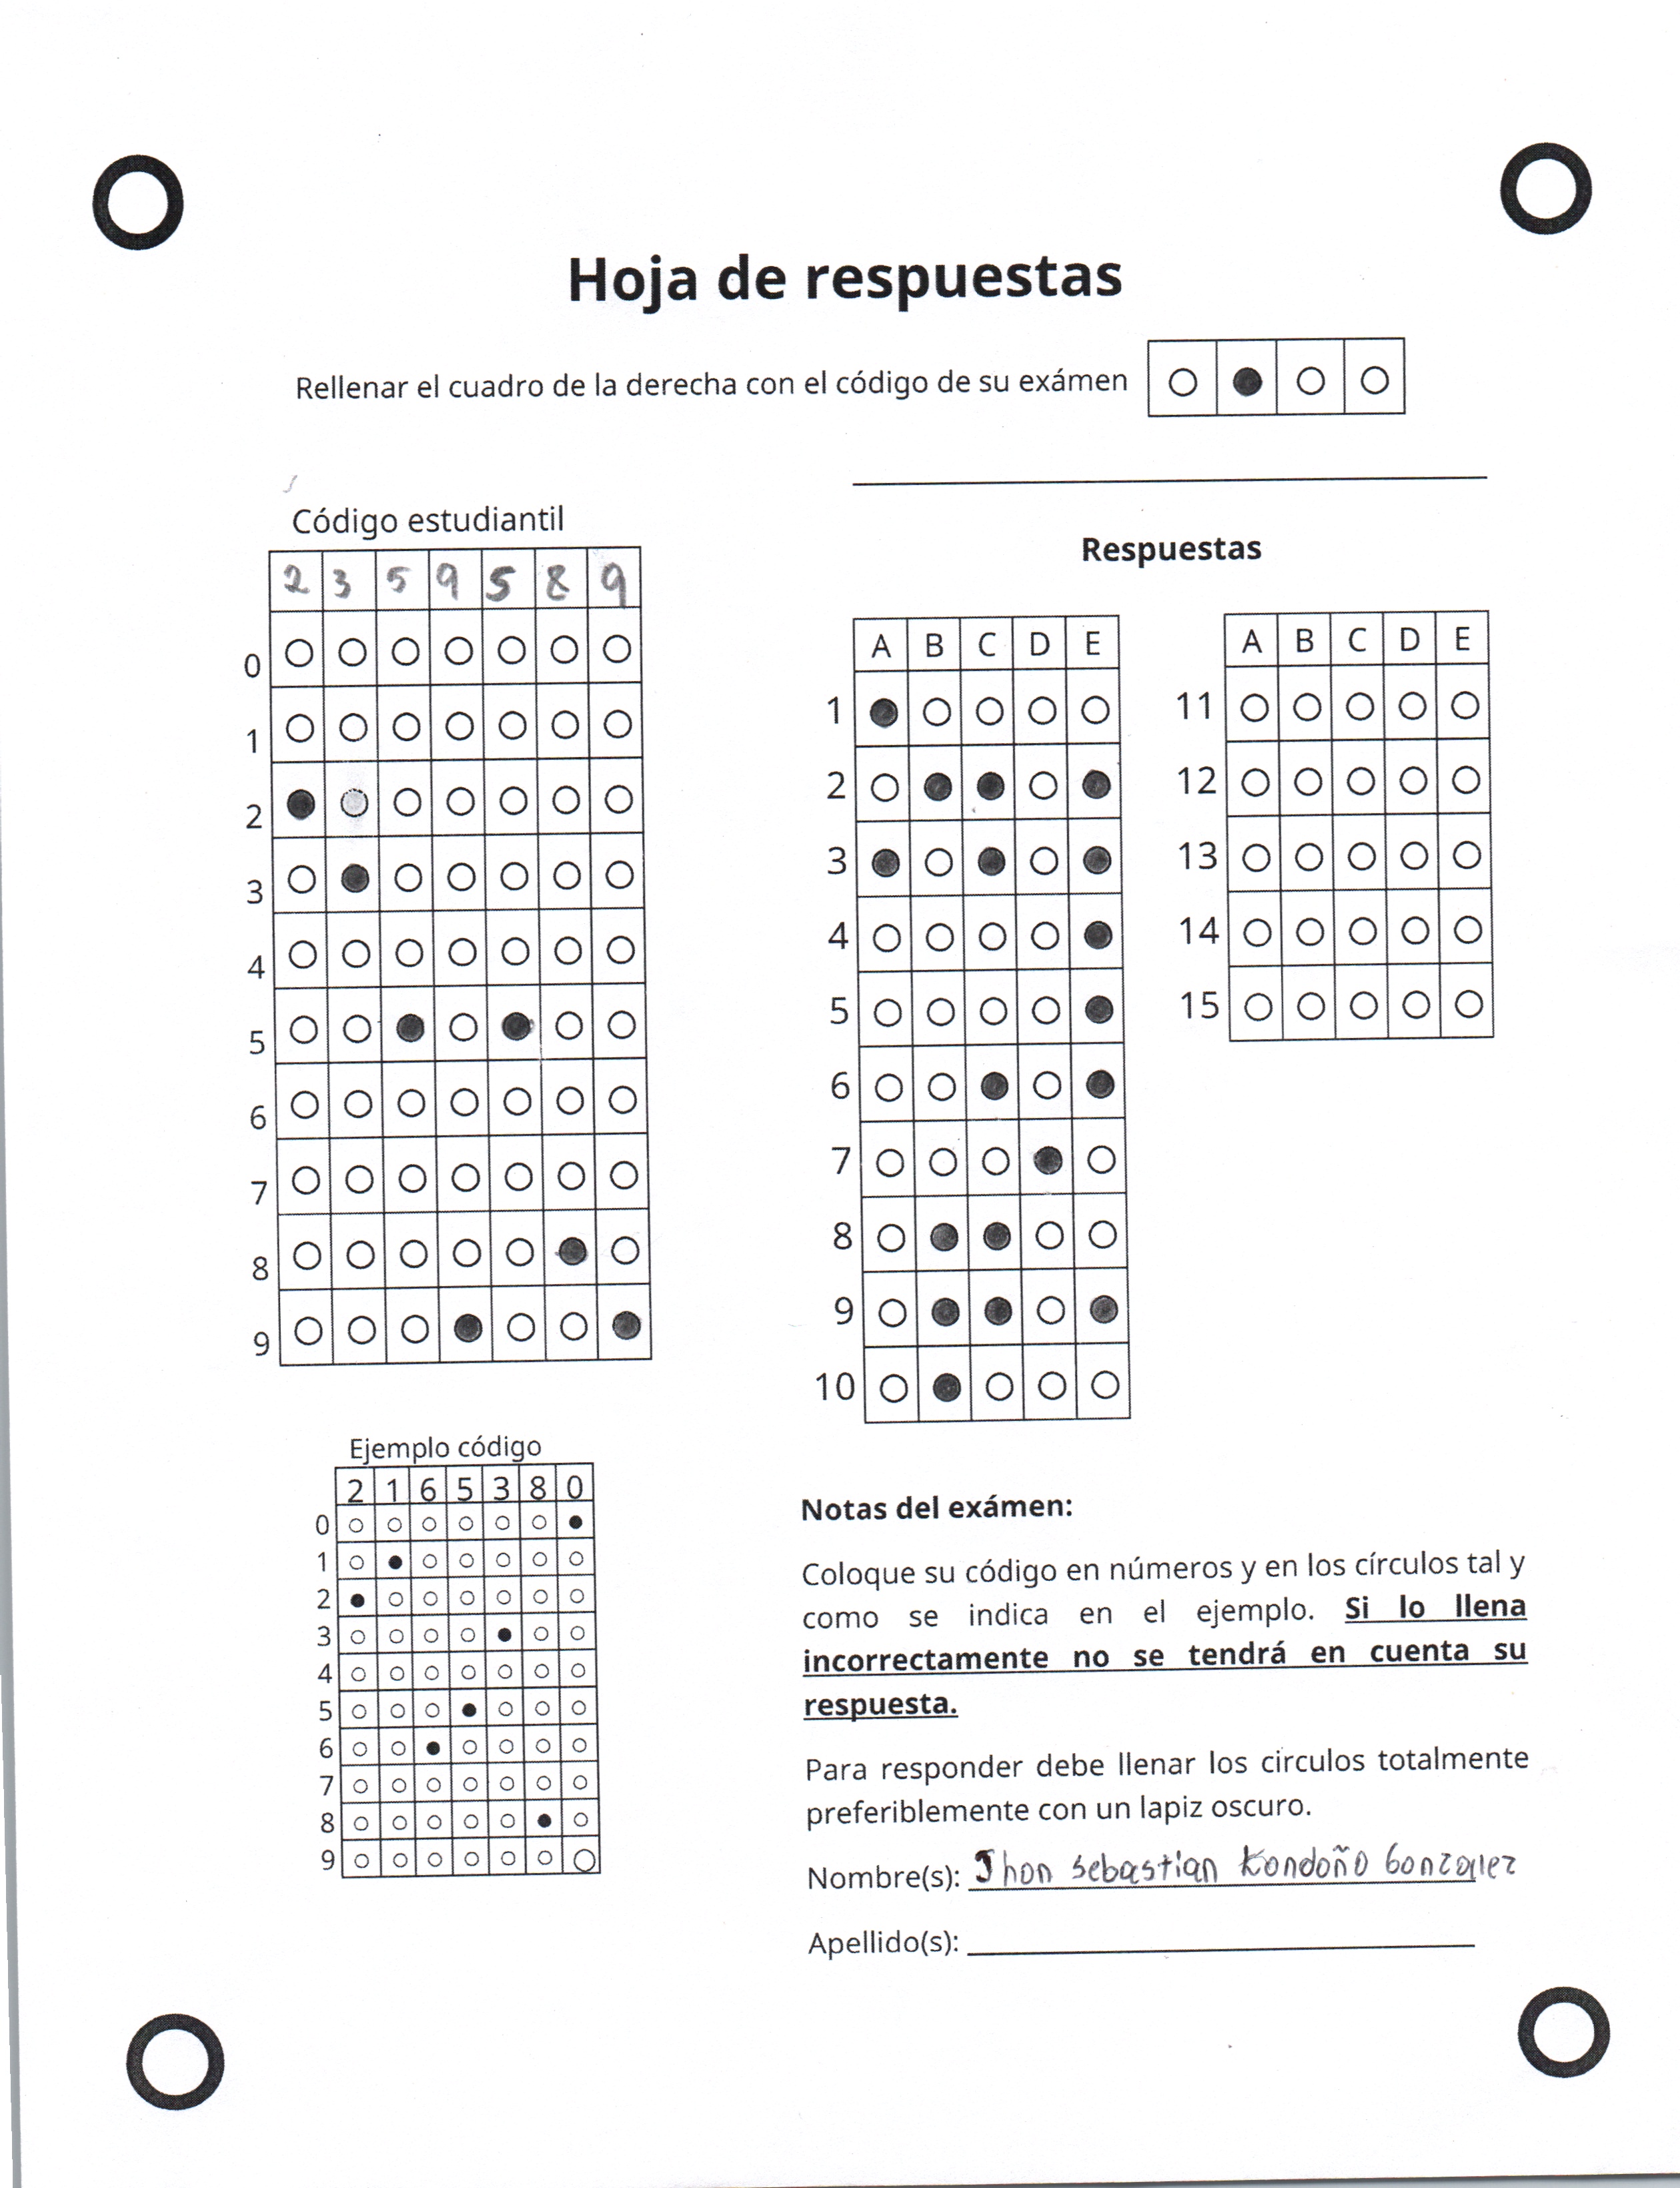 Hoja de respuestas
Rellenar el cuadro de la derecha con el código de su exámen
Código estudiantil
2 3 5 9 5 8 9
0
1
2
3
4
5
6
7
8
9
Respuestas
A B C D E
1
2
3
4
5
6
7
8
9
10
A B C D E
11
12
13
14
15
Ejemplo código
2 1 6 5 3 8 0
0
1
2
3
4
5
6
7
8
9
Notas del exámen:
Coloque su código en números y en los círculos tal y
como se indica en el ejemplo. Si lo llena
incorrectamente no se tendrá en cuenta su
respuesta.
Para responder debe llenar los circulos totalmente
preferiblemente con un lapiz oscuro.
Nombre(s): Jhon Sebastian Kondoño Gonzalez
Apellido(s):